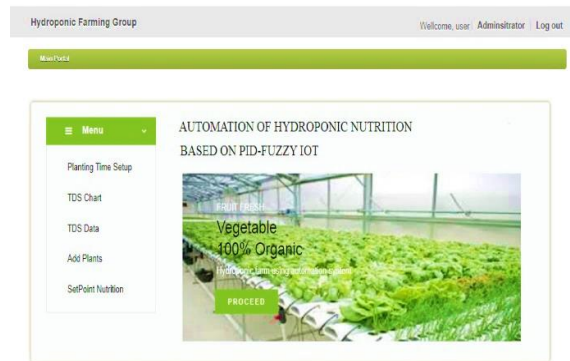 Hydroponic Farming Group
Wellcome, user Adminsitrator Log out
Main Portal
Menu
AUTOMATION OF HYDROPONIC NUTRITION
BASED ON PID-FUZZY IOT
Planting Time Setup
TDS Chart
TDS Data
Add Plants
SetPoint Nutrition
FRUIT FRESH
Vegetable
100% Organic
Hydroponic farming automation system
PROCEED